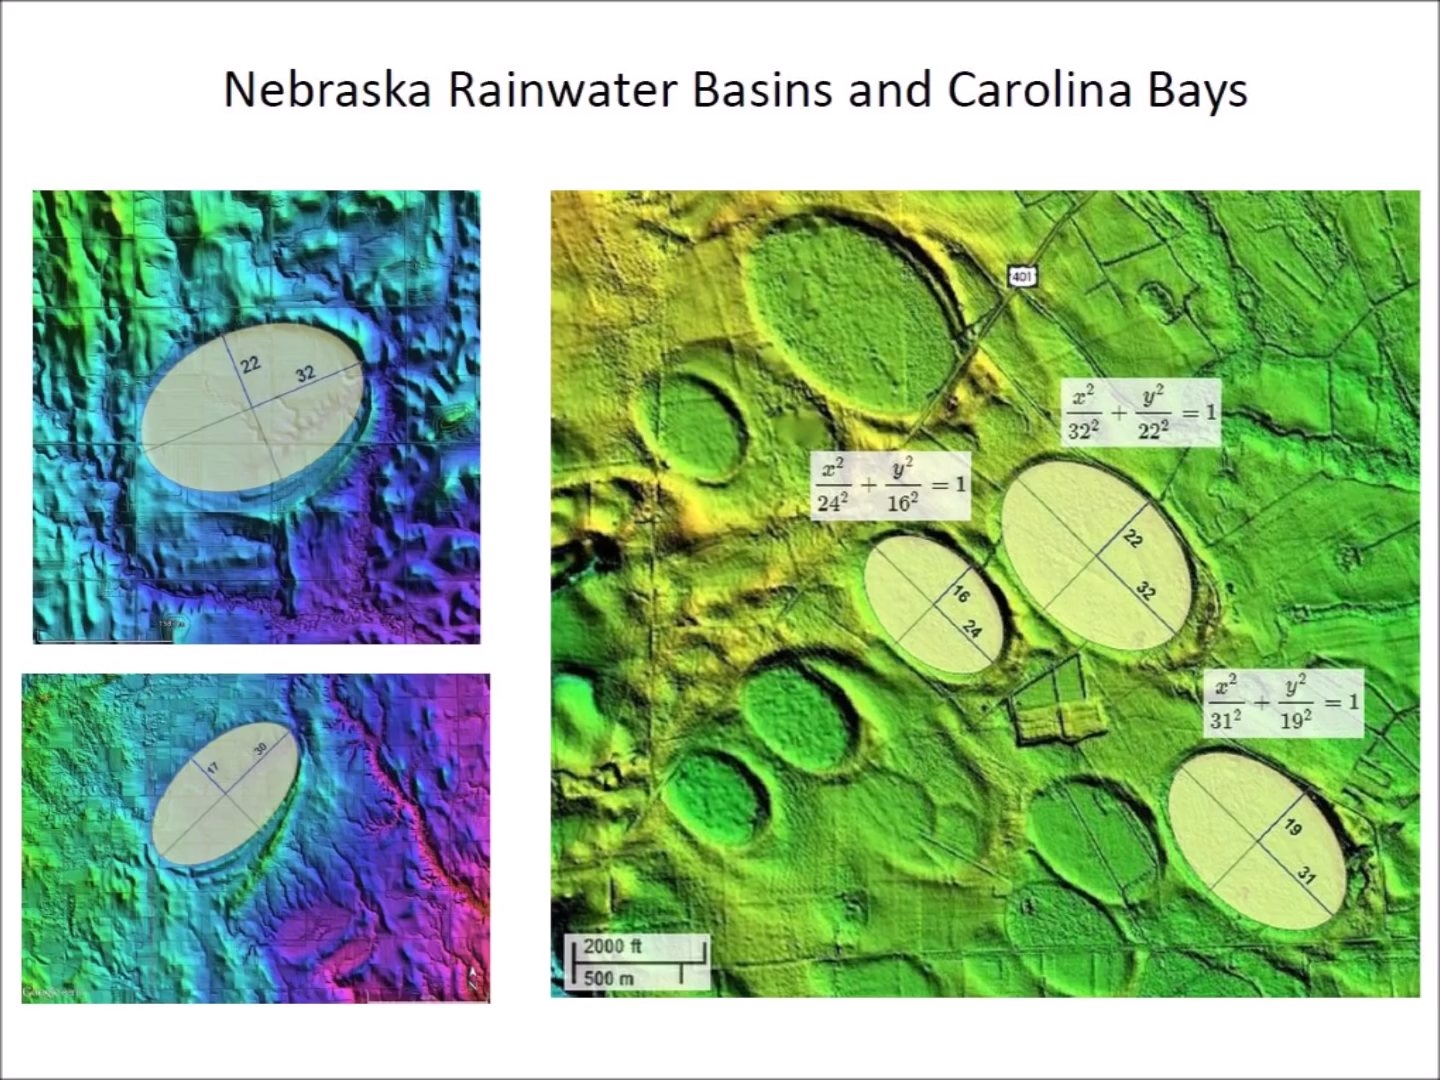 Nebraska Rainwater Basins and Carolina Bays
22
32
17
30
401
x²/32² + y²/22² = 1
x²/24² + y²/16² = 1
22
32
16
24
x²/31² + y²/19² = 1
19
31
2000 ft
500 m
N